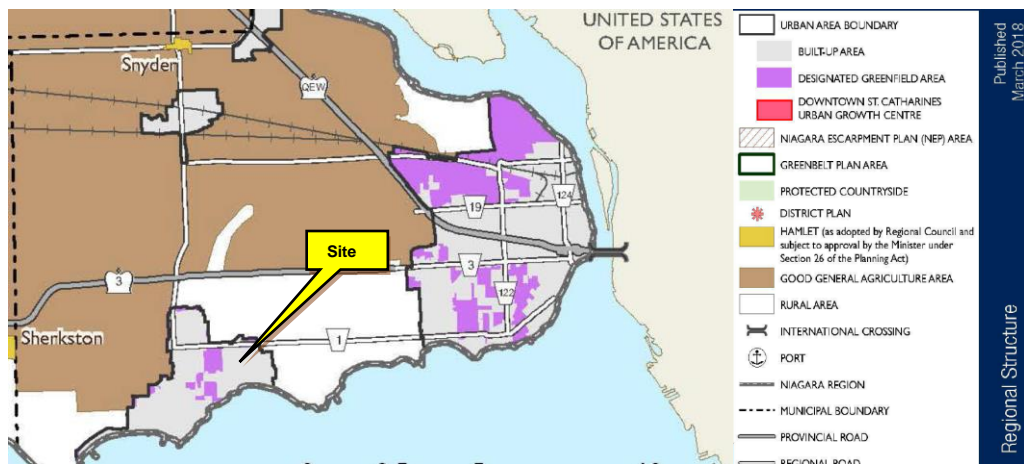 UNITED STATES
OF AMERICA
Snyder
QEW
124
19
Site
3
3
122
Sherkston
1
URBAN AREA BOUNDARY
BUILT-UP AREA
DESIGNATED GREENFIELD AREA
DOWNTOWN ST. CATHARINES
URBAN GROWTH CENTRE
NIAGARA ESCARPMENT PLAN (NEP) AREA
GREENBELT PLAN AREA
PROTECTED COUNTRYSIDE
DISTRICT PLAN
HAMLET (as adopted by Regional Council and
subject to approval by the Minister under
Section 26 of the Planning Act)
GOOD GENERAL AGRICULTURE AREA
RURAL AREA
INTERNATIONAL CROSSING
PORT
NIAGARA REGION
MUNICIPAL BOUNDARY
PROVINCIAL ROAD
REGIONAL ROAD
Published
March 2018
Regional Structure